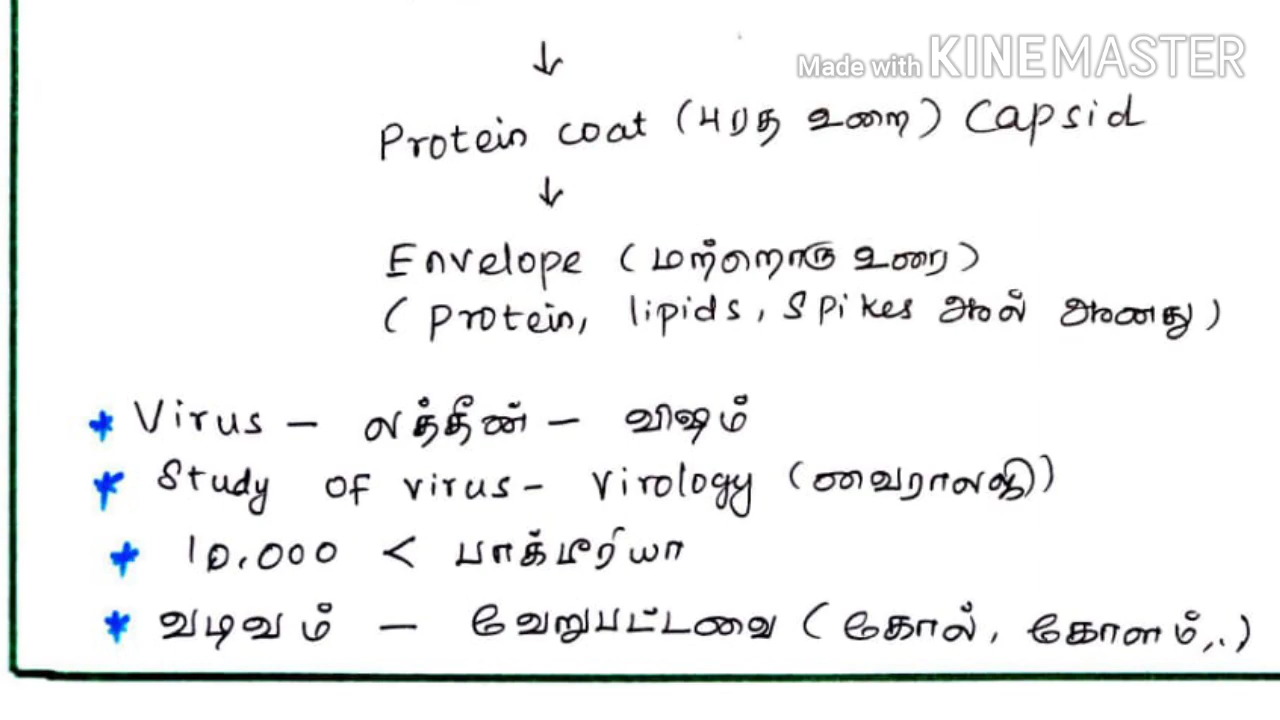 Made with KINEMASTER
↓
Protein coat (புரத உறை) Capsid
↓
Envelope (மற்றொரு உறை)
(Protein, lipids, Spikes ஆல் ஆனது)
* Virus – லத்தீன் – விஷம்
* Study of virus - Virology (வைராலஜி)
* 10,000 < பாக்டீரியா
* வடிவம் – வேறுபட்டவை (கோல், கோளம்,..)